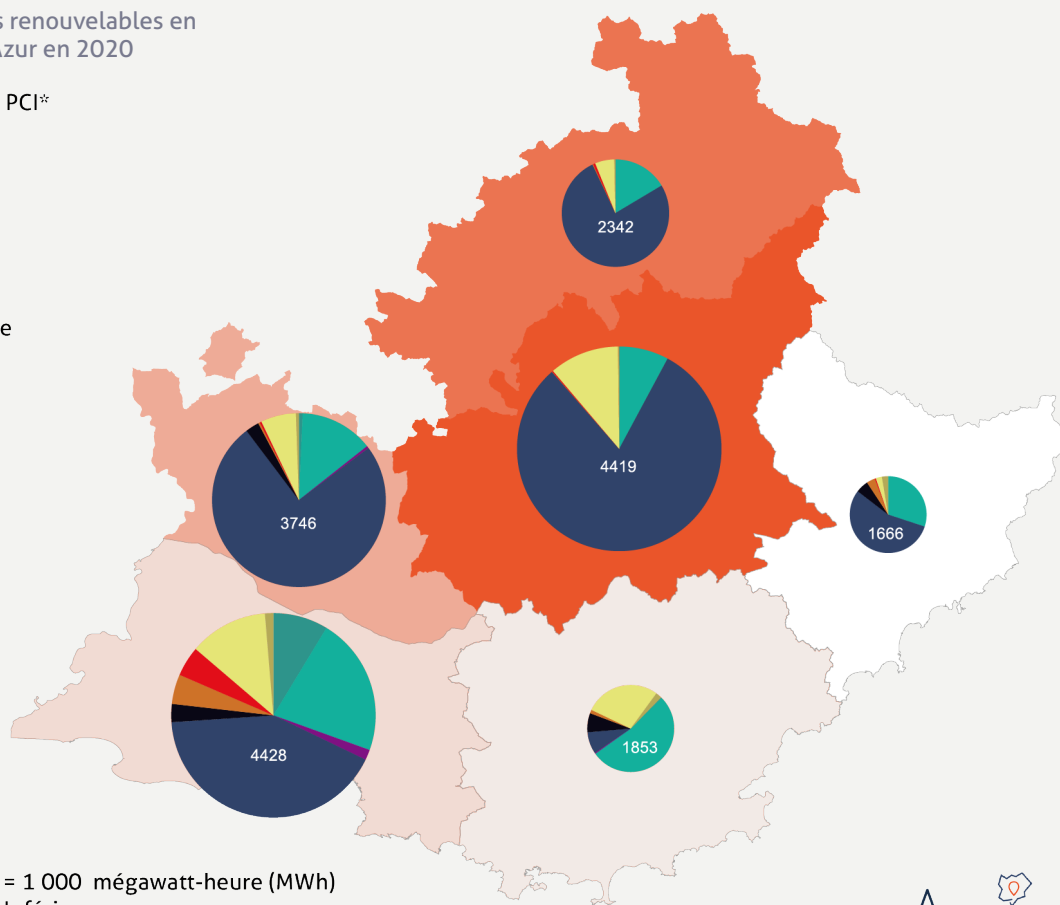 s renouvelables en
Azur en 2020
PCI*
2342
e
4419
3746
1666
4428
1853
= 1 000 mégawatt-heure (MWh)